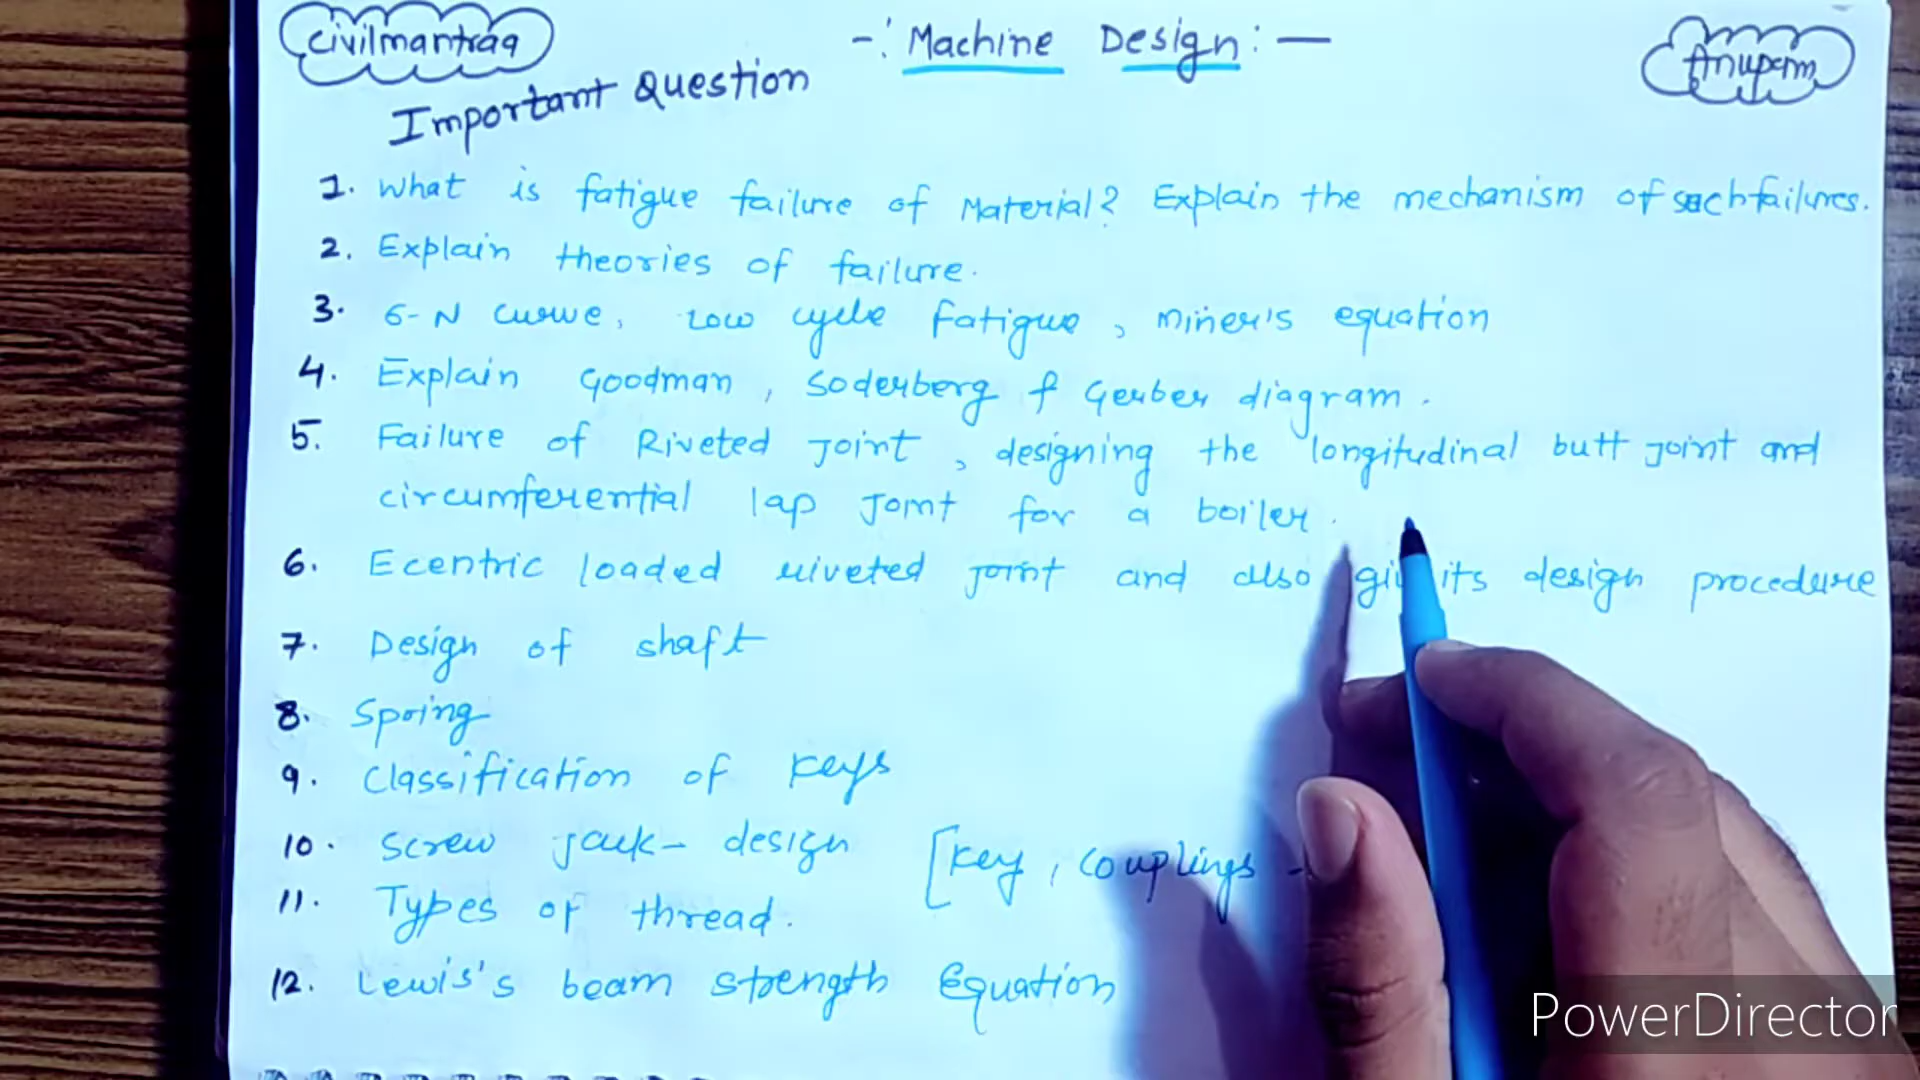 civilmantraa
-: Machine Design :-
Anupam
Important Question
1. What is fatigue failure of Material? Explain the mechanism of such failures.
2. Explain theories of failure.
3. 6-N curve, Low cycle fatigue, Miner's equation
4. Explain Goodman, Soderberg & Gerber diagram.
5. Failure of Riveted Joint, designing the longitudinal butt joint and
circumferential lap Joint for a boiler.
6. Ecentric loaded riveted joint and also its design procedure
7. Design of shaft
8. Spring
9. Classification of Keys
10. Screw Jack - design [Key, couplings -
11. Types of thread.
12. Lewis's beam strength Equation
PowerDirector